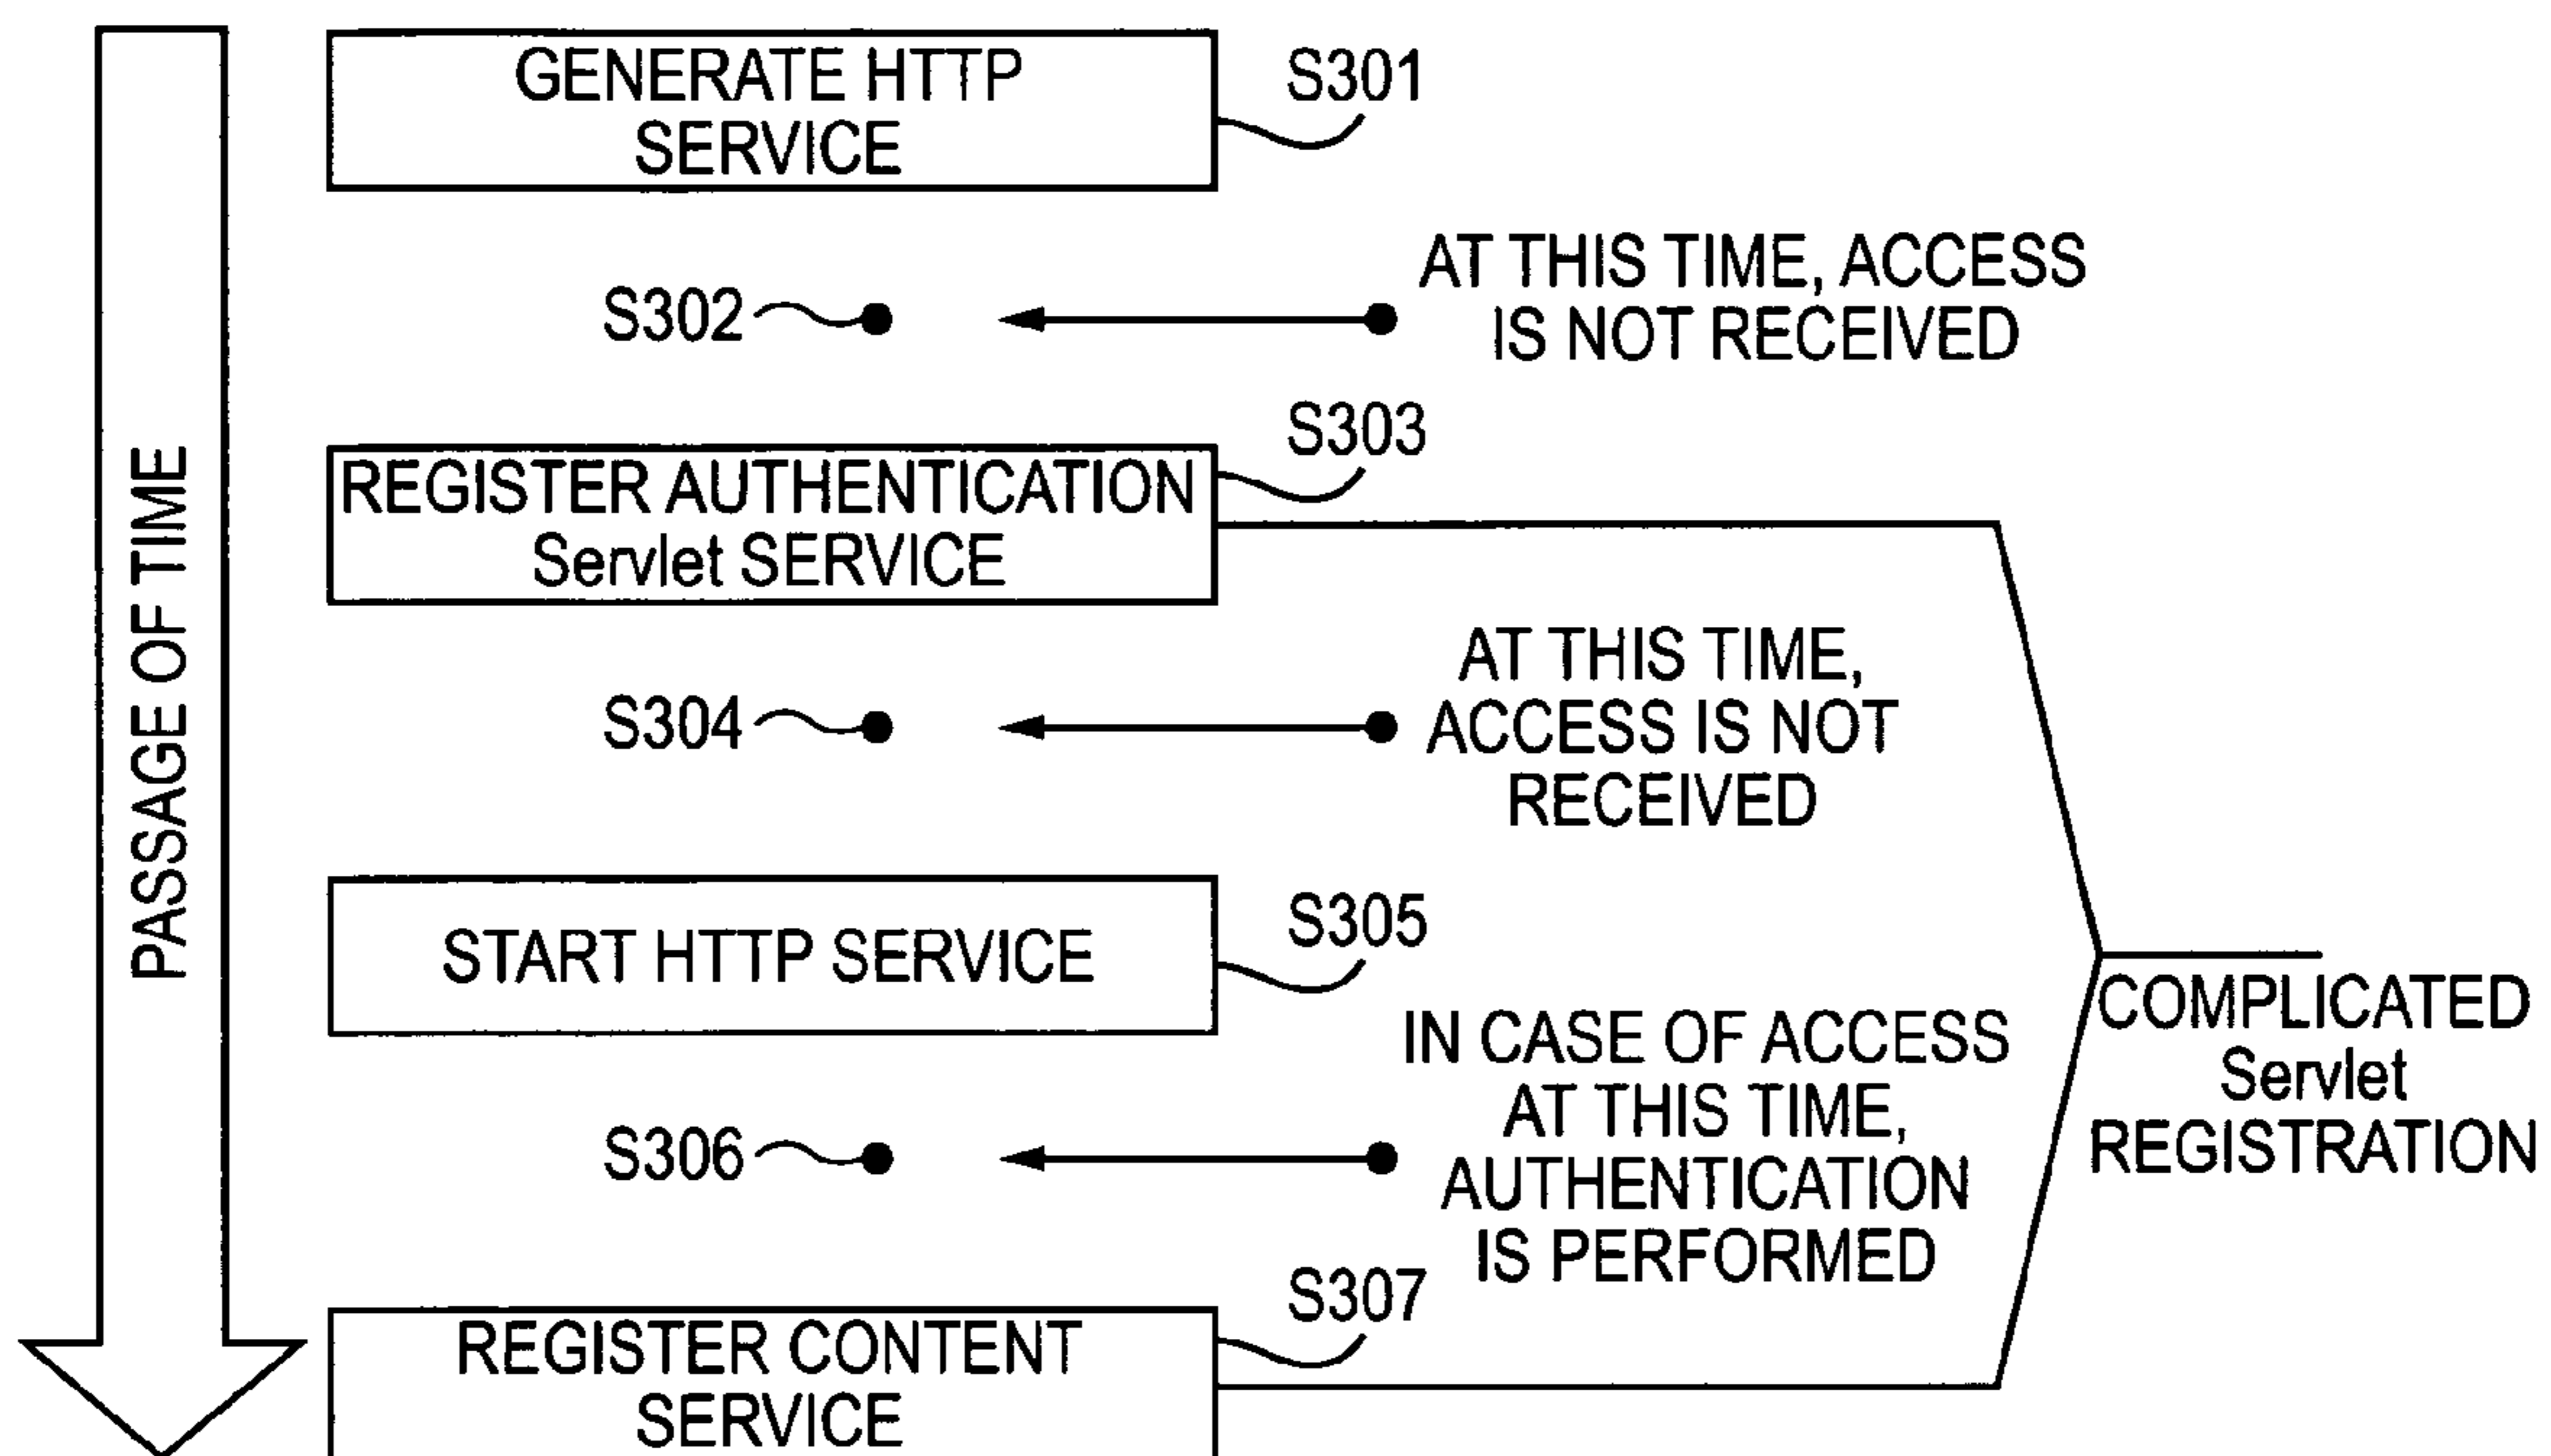 PASSAGE OF TIME
GENERATE HTTP
SERVICE
S301
S302
AT THIS TIME, ACCESS
IS NOT RECEIVED
S303
REGISTER AUTHENTICATION
Servlet SERVICE
S304
AT THIS TIME,
ACCESS IS NOT
RECEIVED
START HTTP SERVICE
S305
S306
IN CASE OF ACCESS
AT THIS TIME,
AUTHENTICATION
IS PERFORMED
COMPLICATED
Servlet
REGISTRATION
S307
REGISTER CONTENT
SERVICE